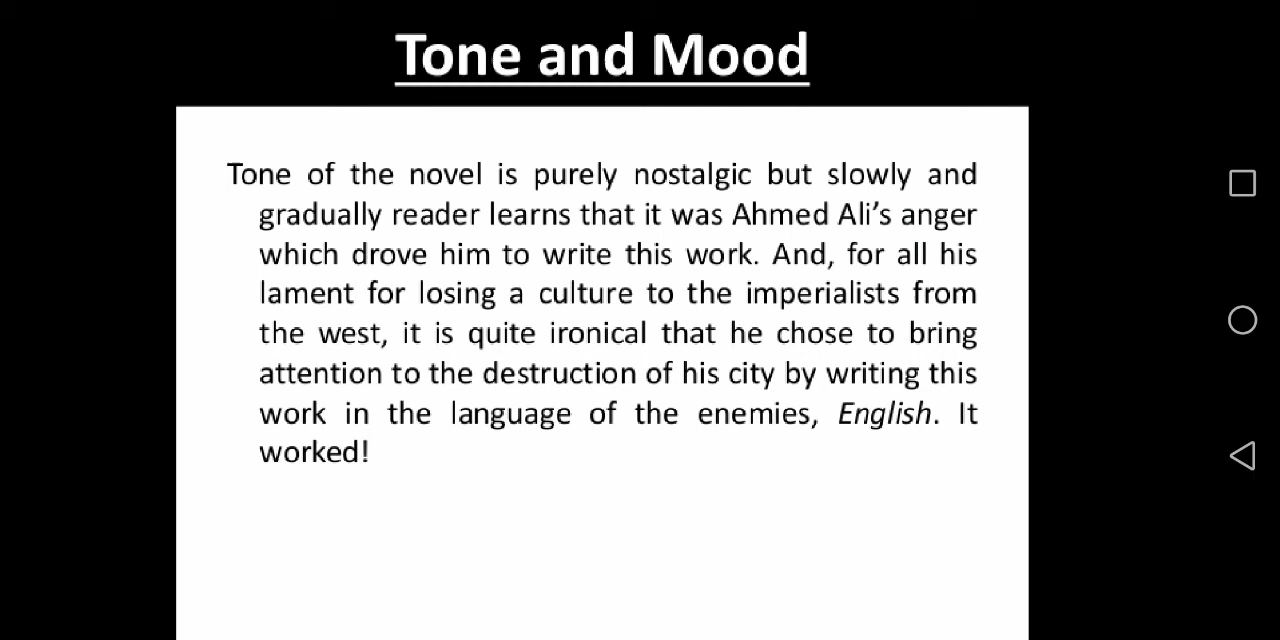 Tone and Mood
Tone of the novel is purely nostalgic but slowly and
gradually reader learns that it was Ahmed Ali’s anger
which drove him to write this work. And, for all his
lament for losing a culture to the imperialists from
the west, it is quite ironical that he chose to bring
attention to the destruction of his city by writing this
work in the language of the enemies, English. It
worked!